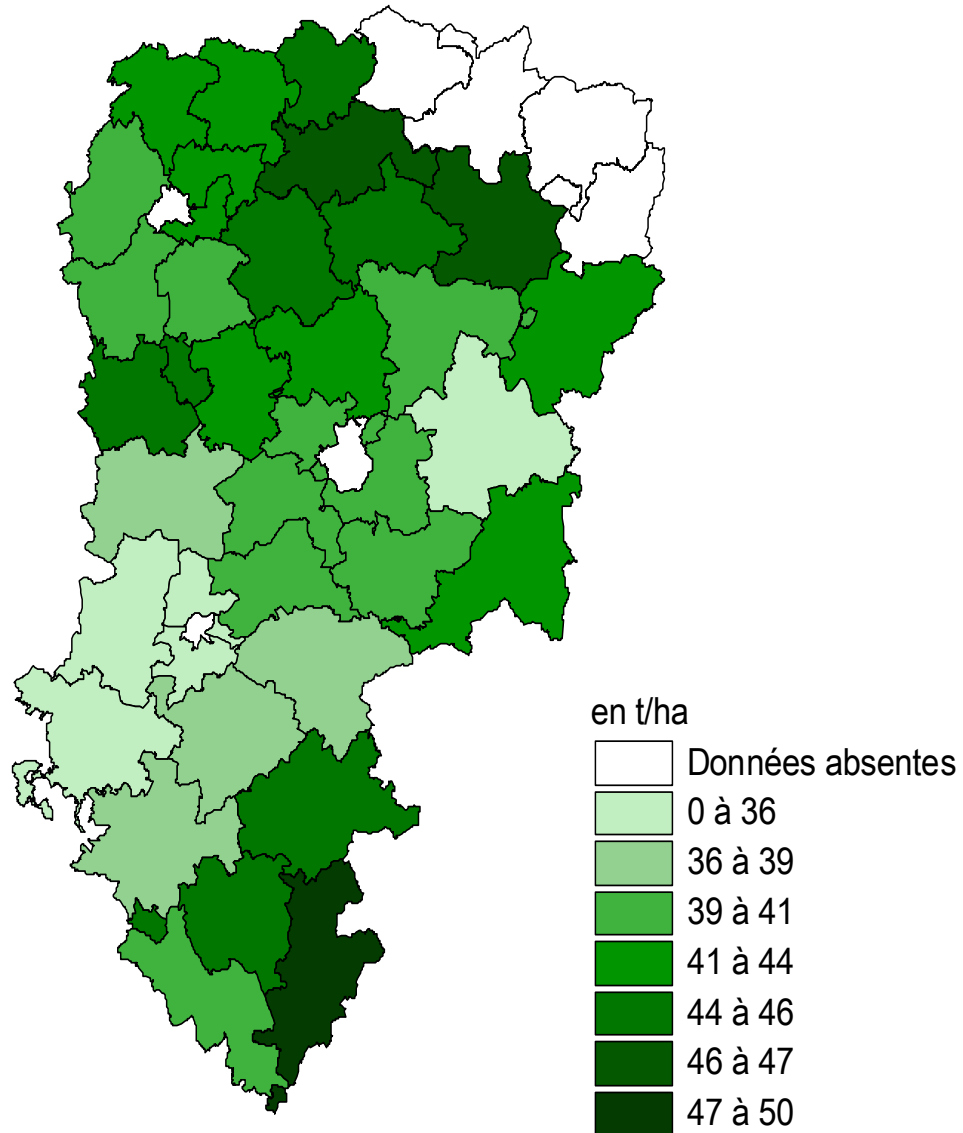 en t/ha
Données absentes
0 à 36
36 à 39
39 à 41
41 à 44
44 à 46
46 à 47
47 à 50